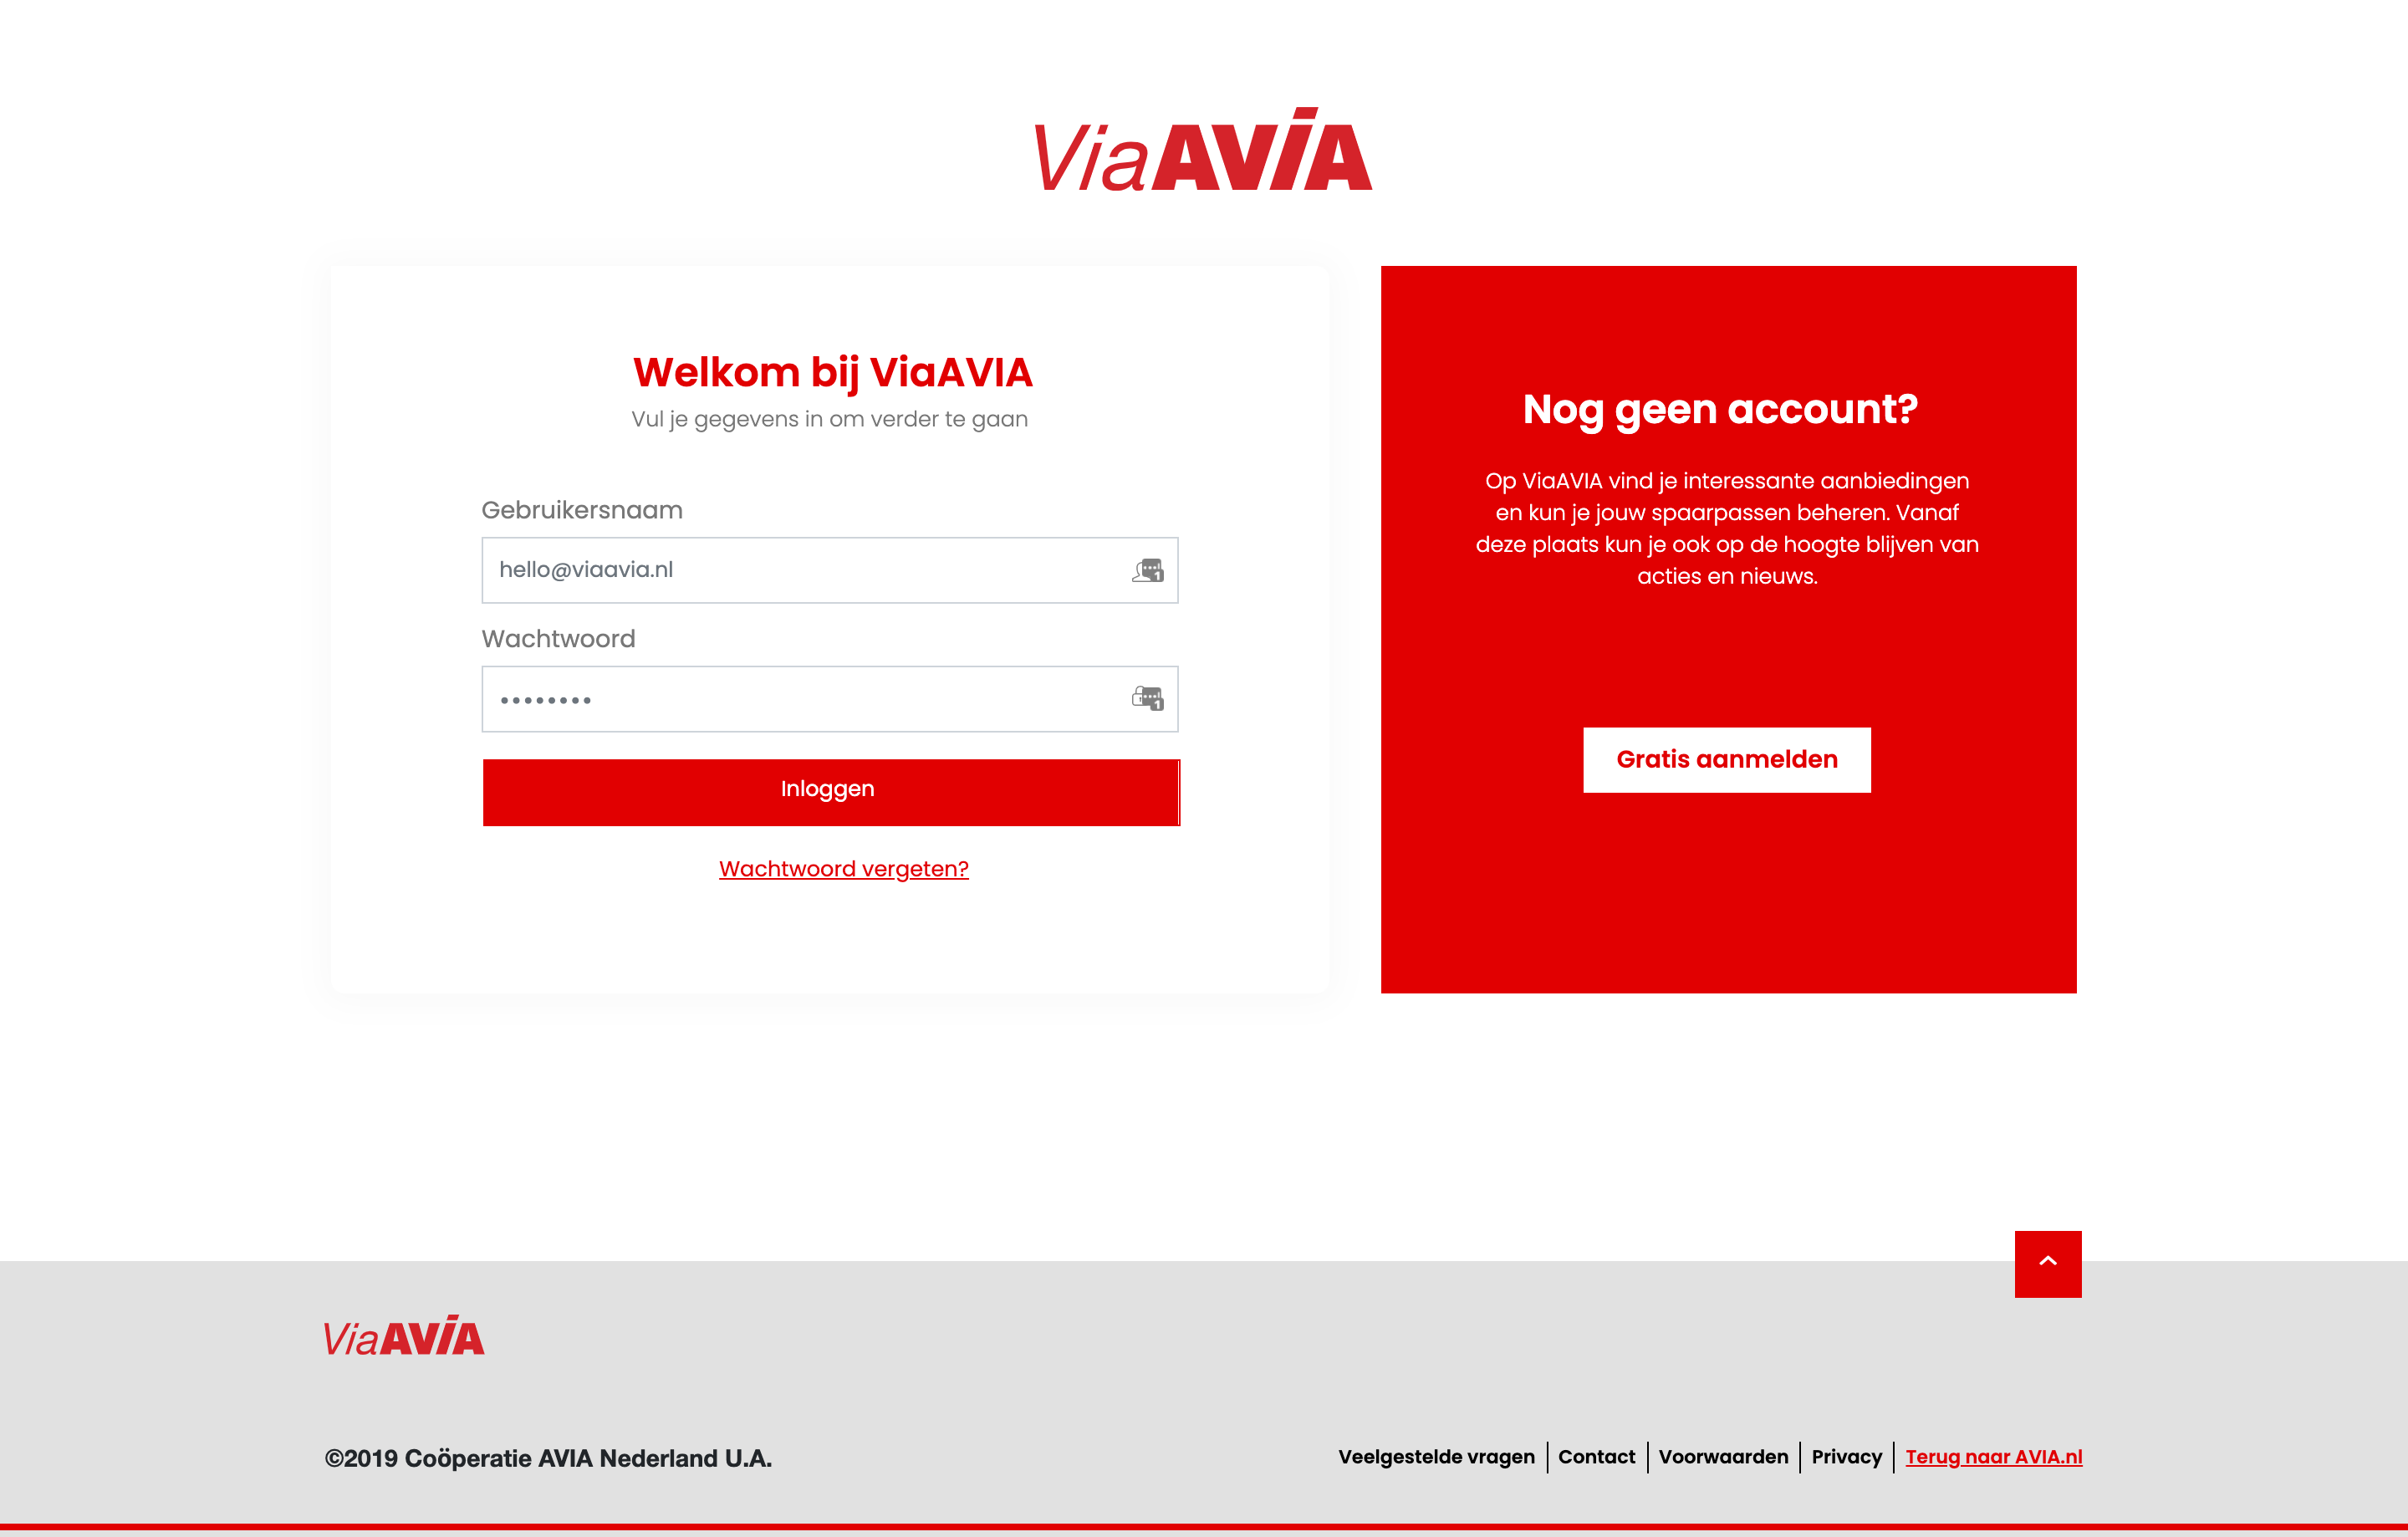 ViaAVIA
Welkom bij ViaAVIA
Vul je gegevens in om verder te gaan
Gebruikersnaam
hello@viaavia.nl
Wachtwoord
••••••••
Inloggen
Wachtwoord vergeten?
Nog geen account?
Op ViaAVIA vind je interessante aanbiedingen
en kun je jouw spaarpassen beheren. Vanaf
deze plaats kun je ook op de hoogte blijven van
acties en nieuws.
Gratis aanmelden
ViaAVIA
©2019 Coöperatie AVIA Nederland U.A.
Veelgestelde vragen | Contact | Voorwaarden | Privacy | Terug naar AVIA.nl